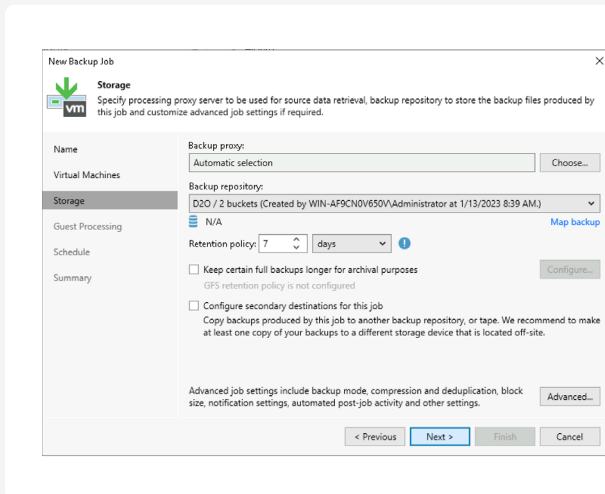 New Backup Job
Storage
Specify processing proxy server to be used for source data retrieval, backup repository to store the backup files produced by
this job and customize advanced job settings if required.
vm
Name
Virtual Machines
Storage
Guest Processing
Schedule
Summary
Backup proxy:
Automatic selection
Choose...
Backup repository:
D2O / 2 buckets (Created by WIN-AF9CN0V650V\Administrator at 1/13/2023 8:39 AM.)
N/A
Map backup
Retention policy: 7 days
Keep certain full backups longer for archival purposes
Configure...
GFS retention policy is not configured
Configure secondary destinations for this job
Copy backups produced by this job to another backup repository, or tape. We recommend to make
at least one copy of your backups to a different storage device that is located off-site.
Advanced job settings include backup mode, compression and deduplication, block
size, notification settings, automated post-job activity and other settings.
Advanced...
< Previous
Next >
Finish
Cancel